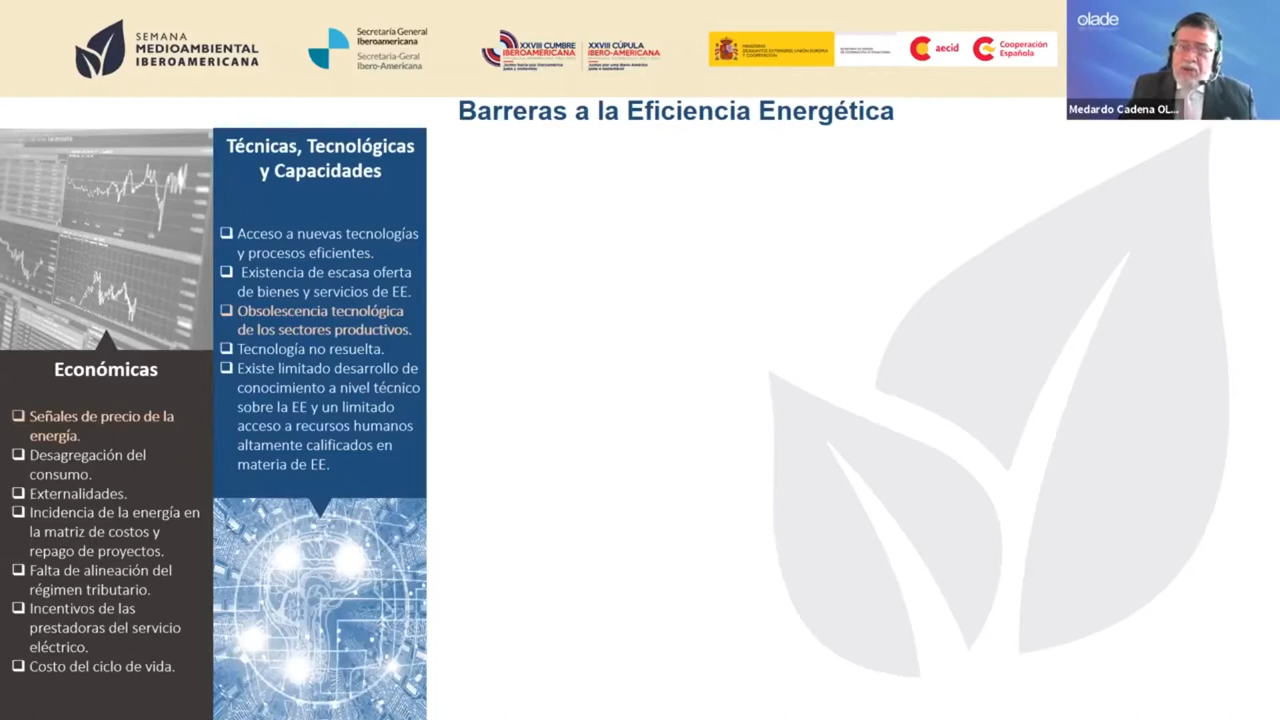 SEMANA
MEDIOAMBIENTAL
IBEROAMERICANA
Secretaría General
Iberoamericana
Secretaria-Geral
Ibero-Americana
XXVIII CUMBRE
IBEROAMERICANA
XXVIII CÚPULA
IBERO-AMERICANA
aecid
Cooperación
Española
olade
Medardo Cadena OL...
Barreras a la Eficiencia Energética
Técnicas, Tecnológicas
y Capacidades
Acceso a nuevas tecnologías
y procesos eficientes.
Existencia de escasa oferta
de bienes y servicios de EE.
Obsolescencia tecnológica
de los sectores productivos.
Tecnología no resuelta.
Existe limitado desarrollo de
conocimiento a nivel técnico
sobre la EE y un limitado
acceso a recursos humanos
altamente calificados en
materia de EE.
Económicas
Señales de precio de la
energía.
Desagregación del
consumo.
Externalidades.
Incidencia de la energía en
la matriz de costos y
repago de proyectos.
Falta de alineación del
régimen tributario.
Incentivos de las
prestadoras del servicio
eléctrico.
Costo del ciclo de vida.